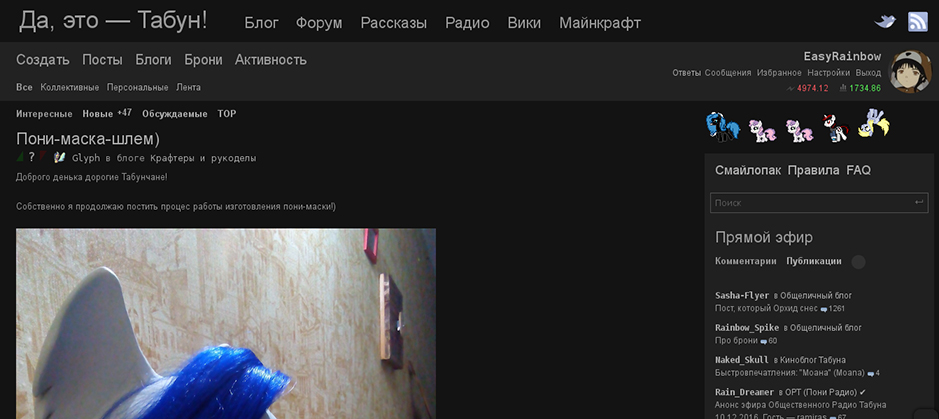 Да, это — Табун!
Блог Форум Рассказы Радио Вики Майнкрафт
Создать Посты Блоги Брони Активность
EasyRainbow
Ответы Сообщения Избранное Настройки Выход
4974.12 1734.86
Все Коллективные Персональные Лента
Интересные Новые +47 Обсуждаемые TOP
Пони-маска-шлем)
? Glyph в блоге Крафтеры и рукоделы
Доброго денька дорогие Табунчане!
Собственно я продолжаю постить процес работы изготовления пони-маски!)
Смайлопак Правила FAQ
Поиск
Прямой эфир
Комментарии Публикации
Sasha-Flyer в Общеличный блог
Пост, который Орхид снес 1261
Rainbow_Spike в Общеличный блог
Про брони 60
Naked_Skull в Киноблог Табуна
Быстровпечатления: "Моана" (Моапа) 4
Rain_Dreamer в ОРТ (Пони Радио) ✔
Анонс эфира Общественного Радио Табуна
10.12.2016. Гость — ramiras 67